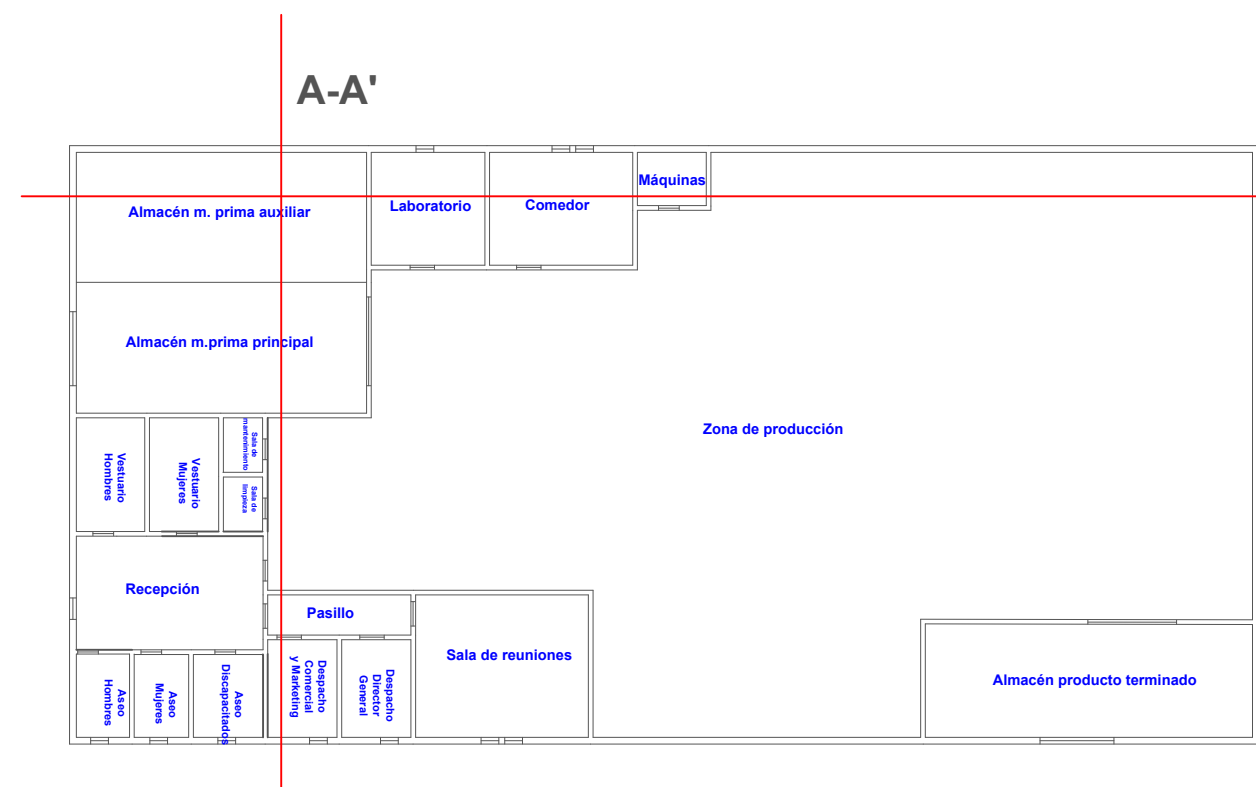 A-A'
Máquinas
Almacén m. prima auxiliar
Laboratorio
Comedor
Almacén m.prima principal
Zona de producción
Vestuario
Hombres
Vestuario
Mujeres
Sala de
mantenimiento
Sala de
limpieza
Recepción
Pasillo
Sala de reuniones
Almacén producto terminado
Aseo
Hombres
Aseo
Mujeres
Aseo
Discapacitados
Despacho
Comercial
y Marketing
Despacho
Director
General